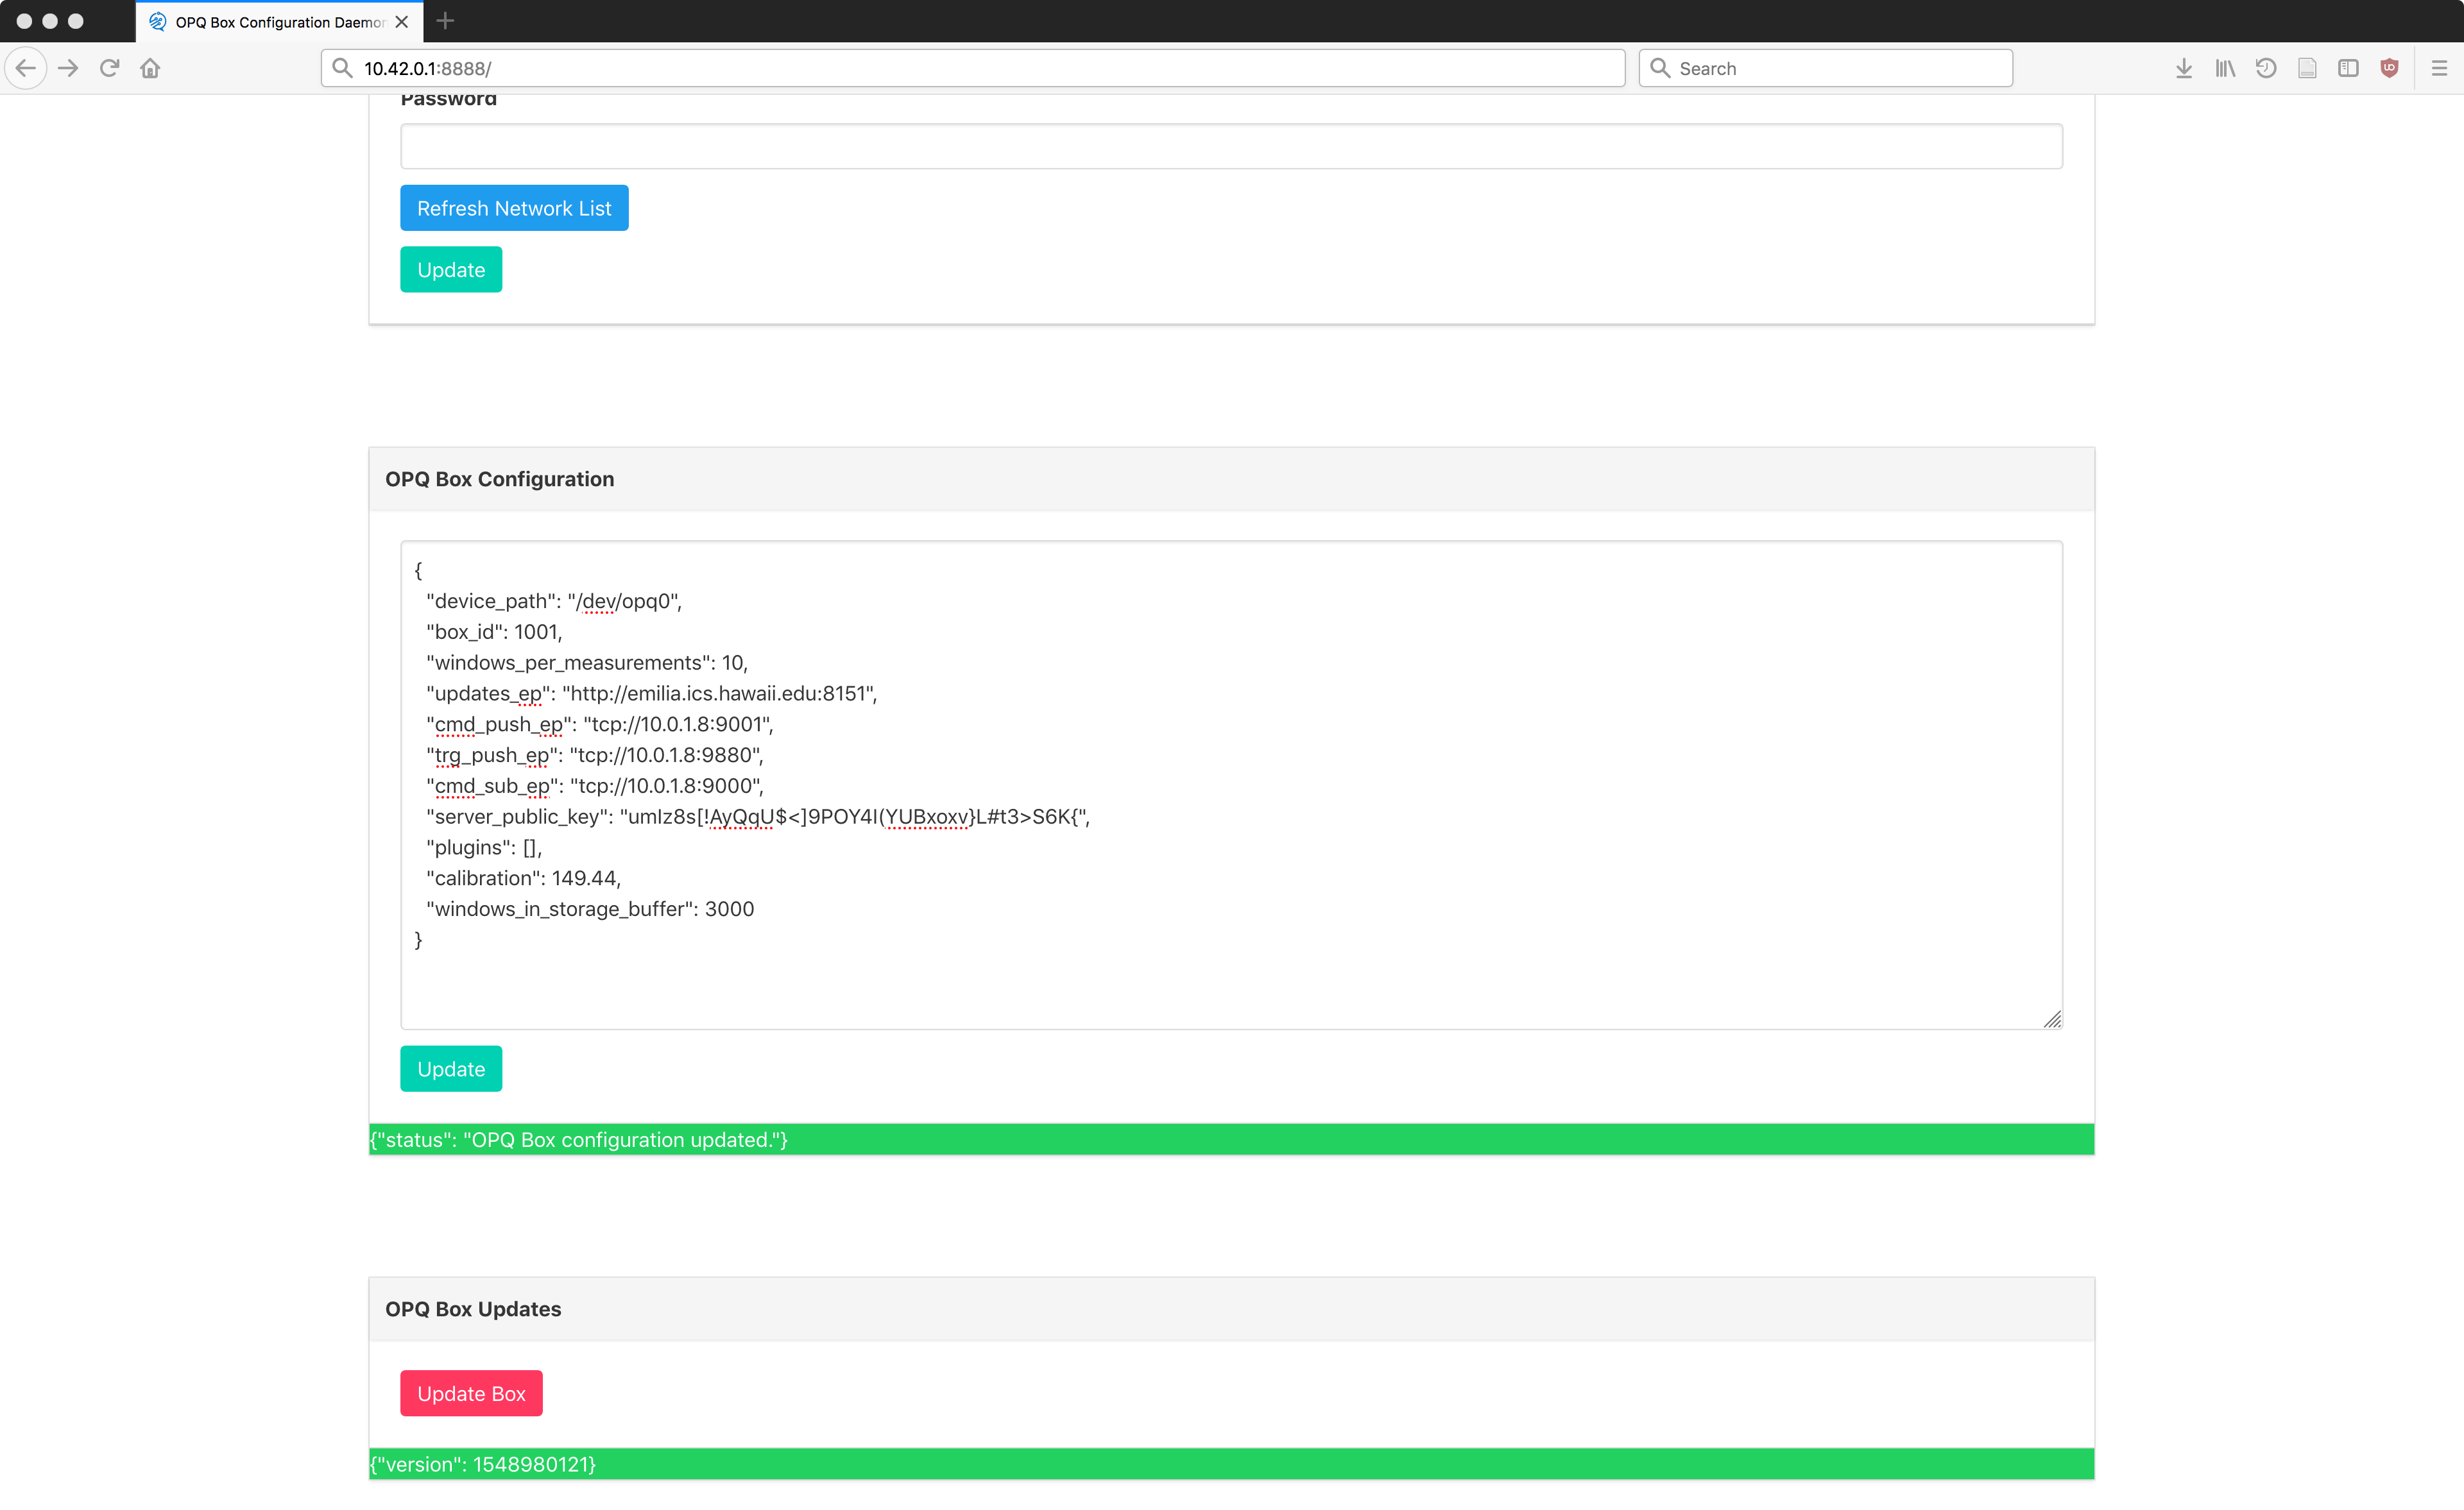 OPQ Box Configuration Daemon
10.42.0.1:8888/
Search
Password
Refresh Network List
Update
OPQ Box Configuration
{
"device_path": "/dev/opq0",
"box_id": 1001,
"windows_per_measurements": 10,
"updates_ep": "http://emilia.ics.hawaii.edu:8151",
"cmd_push_ep": "tcp://10.0.1.8:9001",
"trg_push_ep": "tcp://10.0.1.8:9880",
"cmd_sub_ep": "tcp://10.0.1.8:9000",
"server_public_key": "umlz8s[!AyQqU$<]9POY4I(YUBxoxv}L#t3>S6K{",
"plugins": [],
"calibration": 149.44,
"windows_in_storage_buffer": 3000
}
Update
{"status": "OPQ Box configuration updated."}
OPQ Box Updates
Update Box
{"version": 1548980121}